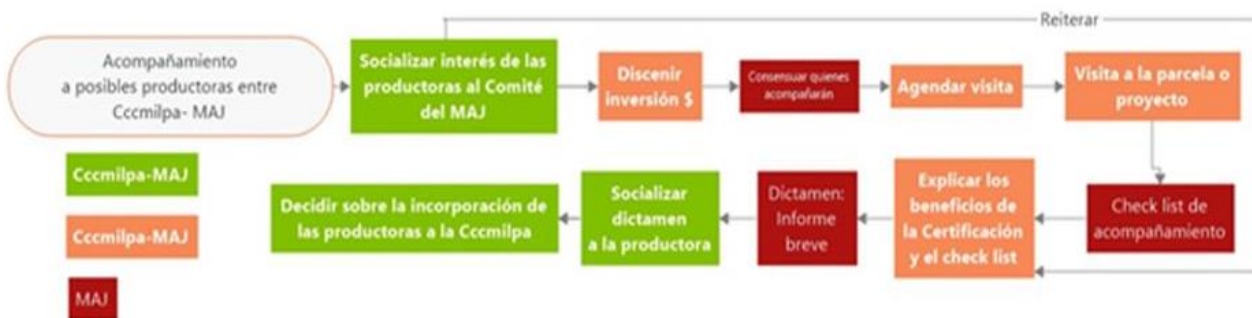 Reiterar
Acompañamiento
a posibles productoras entre
Cccmilpa- MAJ
Socializar interés de las
productoras al Comité
del MAJ
Discenir
inversión $
Consensuar quienes
acompañarán
Agendar visita
Visita a la parcela o
proyecto
Check list de
acompañamiento
Explicar los
beneficios de
la Certificación
y el check list
Dictamen:
Informe
breve
Socializar
dictamen
a la productora
Decidir sobre la incorporación de
las productoras a la Cccmilpa
Cccmilpa-MAJ
Cccmilpa-MAJ
MAJ